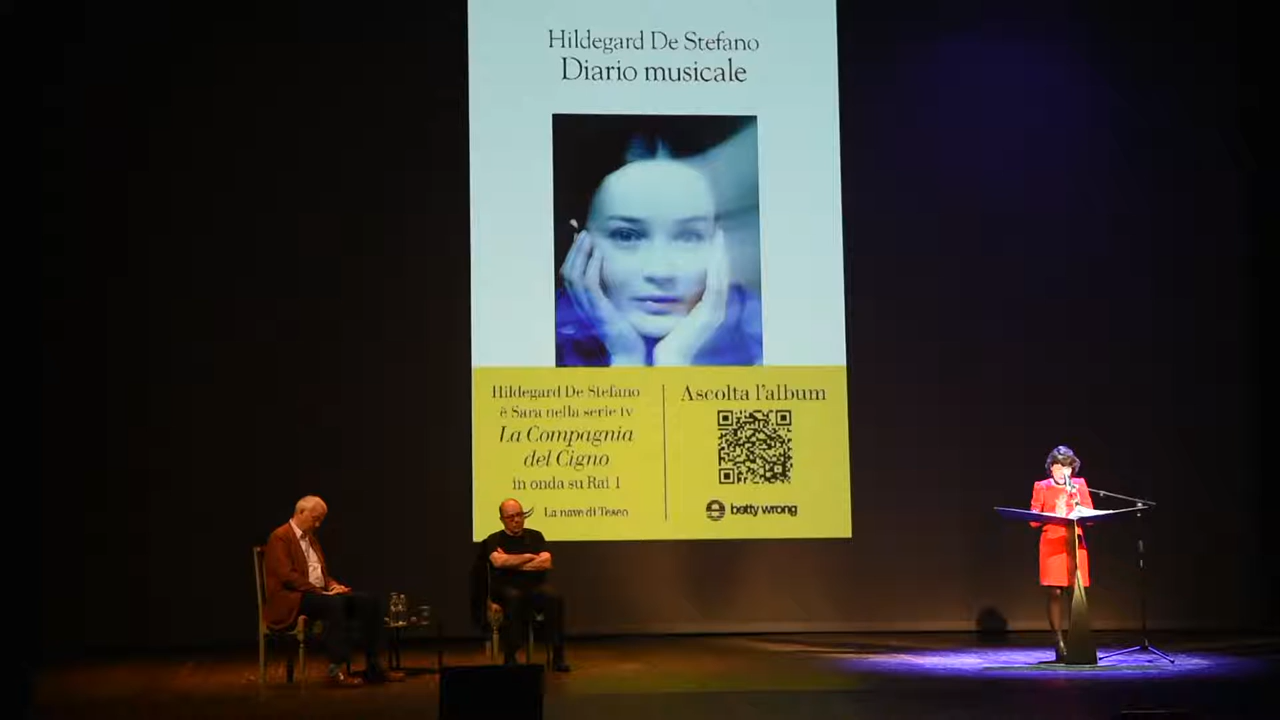 Hildegard De Stefano
Diario musicale
Hildegard De Stefano
è Sara nella serie tv
La Compagnia
del Cigno
in onda su Rai 1
La nave di Teseo
Ascolta l'album
betty wrong